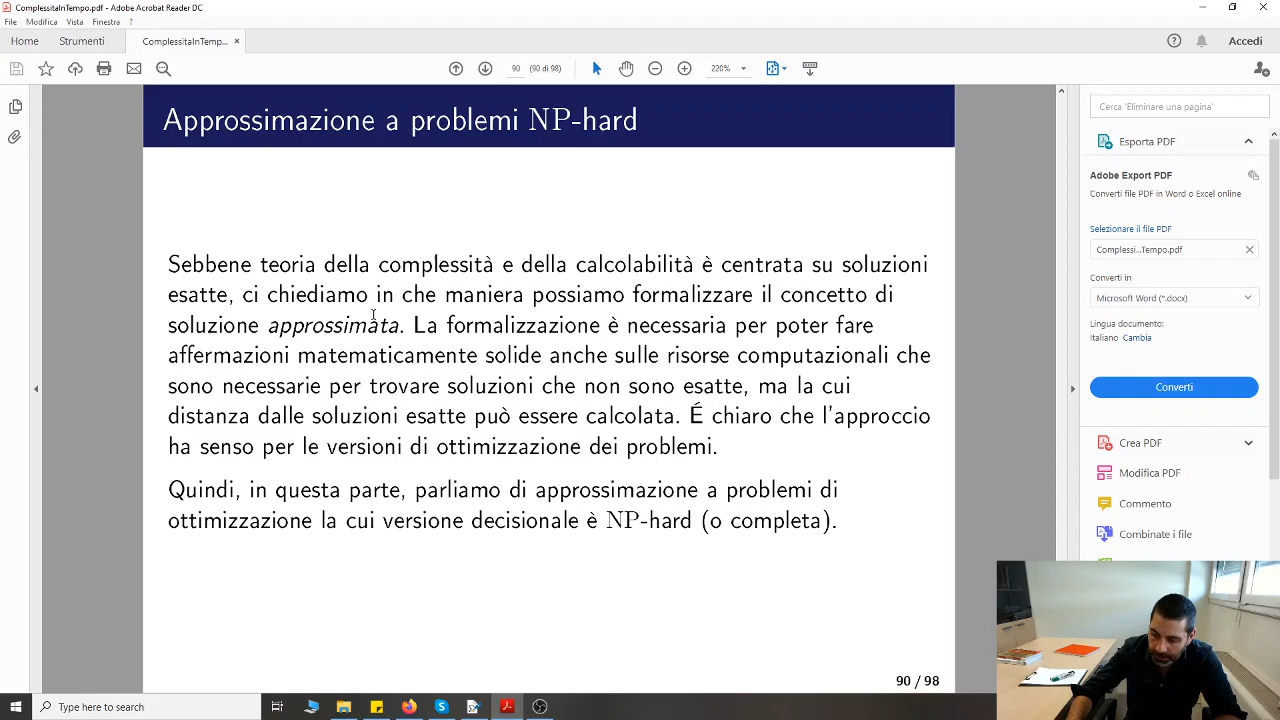 ComplessitaInTempo.pdf - Adobe Acrobat Reader DC
File Modifica Vista Finestra ?
Home Strumenti ComplessitaInTemp... × Accedi
90 (90 di 98) 220%
Approssimazione a problemi NP-hard
Sebbene teoria della complessità e della calcolabilità è centrata su soluzioni
esatte, ci chiediamo in che maniera possiamo formalizzare il concetto di
soluzione approssimata. La formalizzazione è necessaria per poter fare
affermazioni matematicamente solide anche sulle risorse computazionali che
sono necessarie per trovare soluzioni che non sono esatte, ma la cui
distanza dalle soluzioni esatte può essere calcolata. É chiaro che l'approccio
ha senso per le versioni di ottimizzazione dei problemi.
Quindi, in questa parte, parliamo di approssimazione a problemi di
ottimizzazione la cui versione decisionale è NP-hard (o completa).
90 / 98
Cerca 'Eliminare una pagina'
Esporta PDF
Adobe Export PDF
Converti file PDF in Word o Excel online
Selezionare il file PDF
Complessi...Tempo.pdf ×
Converti in
Microsoft Word (*.docx)
Lingua documento:
Italiano Cambia
Converti
Crea PDF
Modifica PDF
Commento
Combinate i file
Type here to search